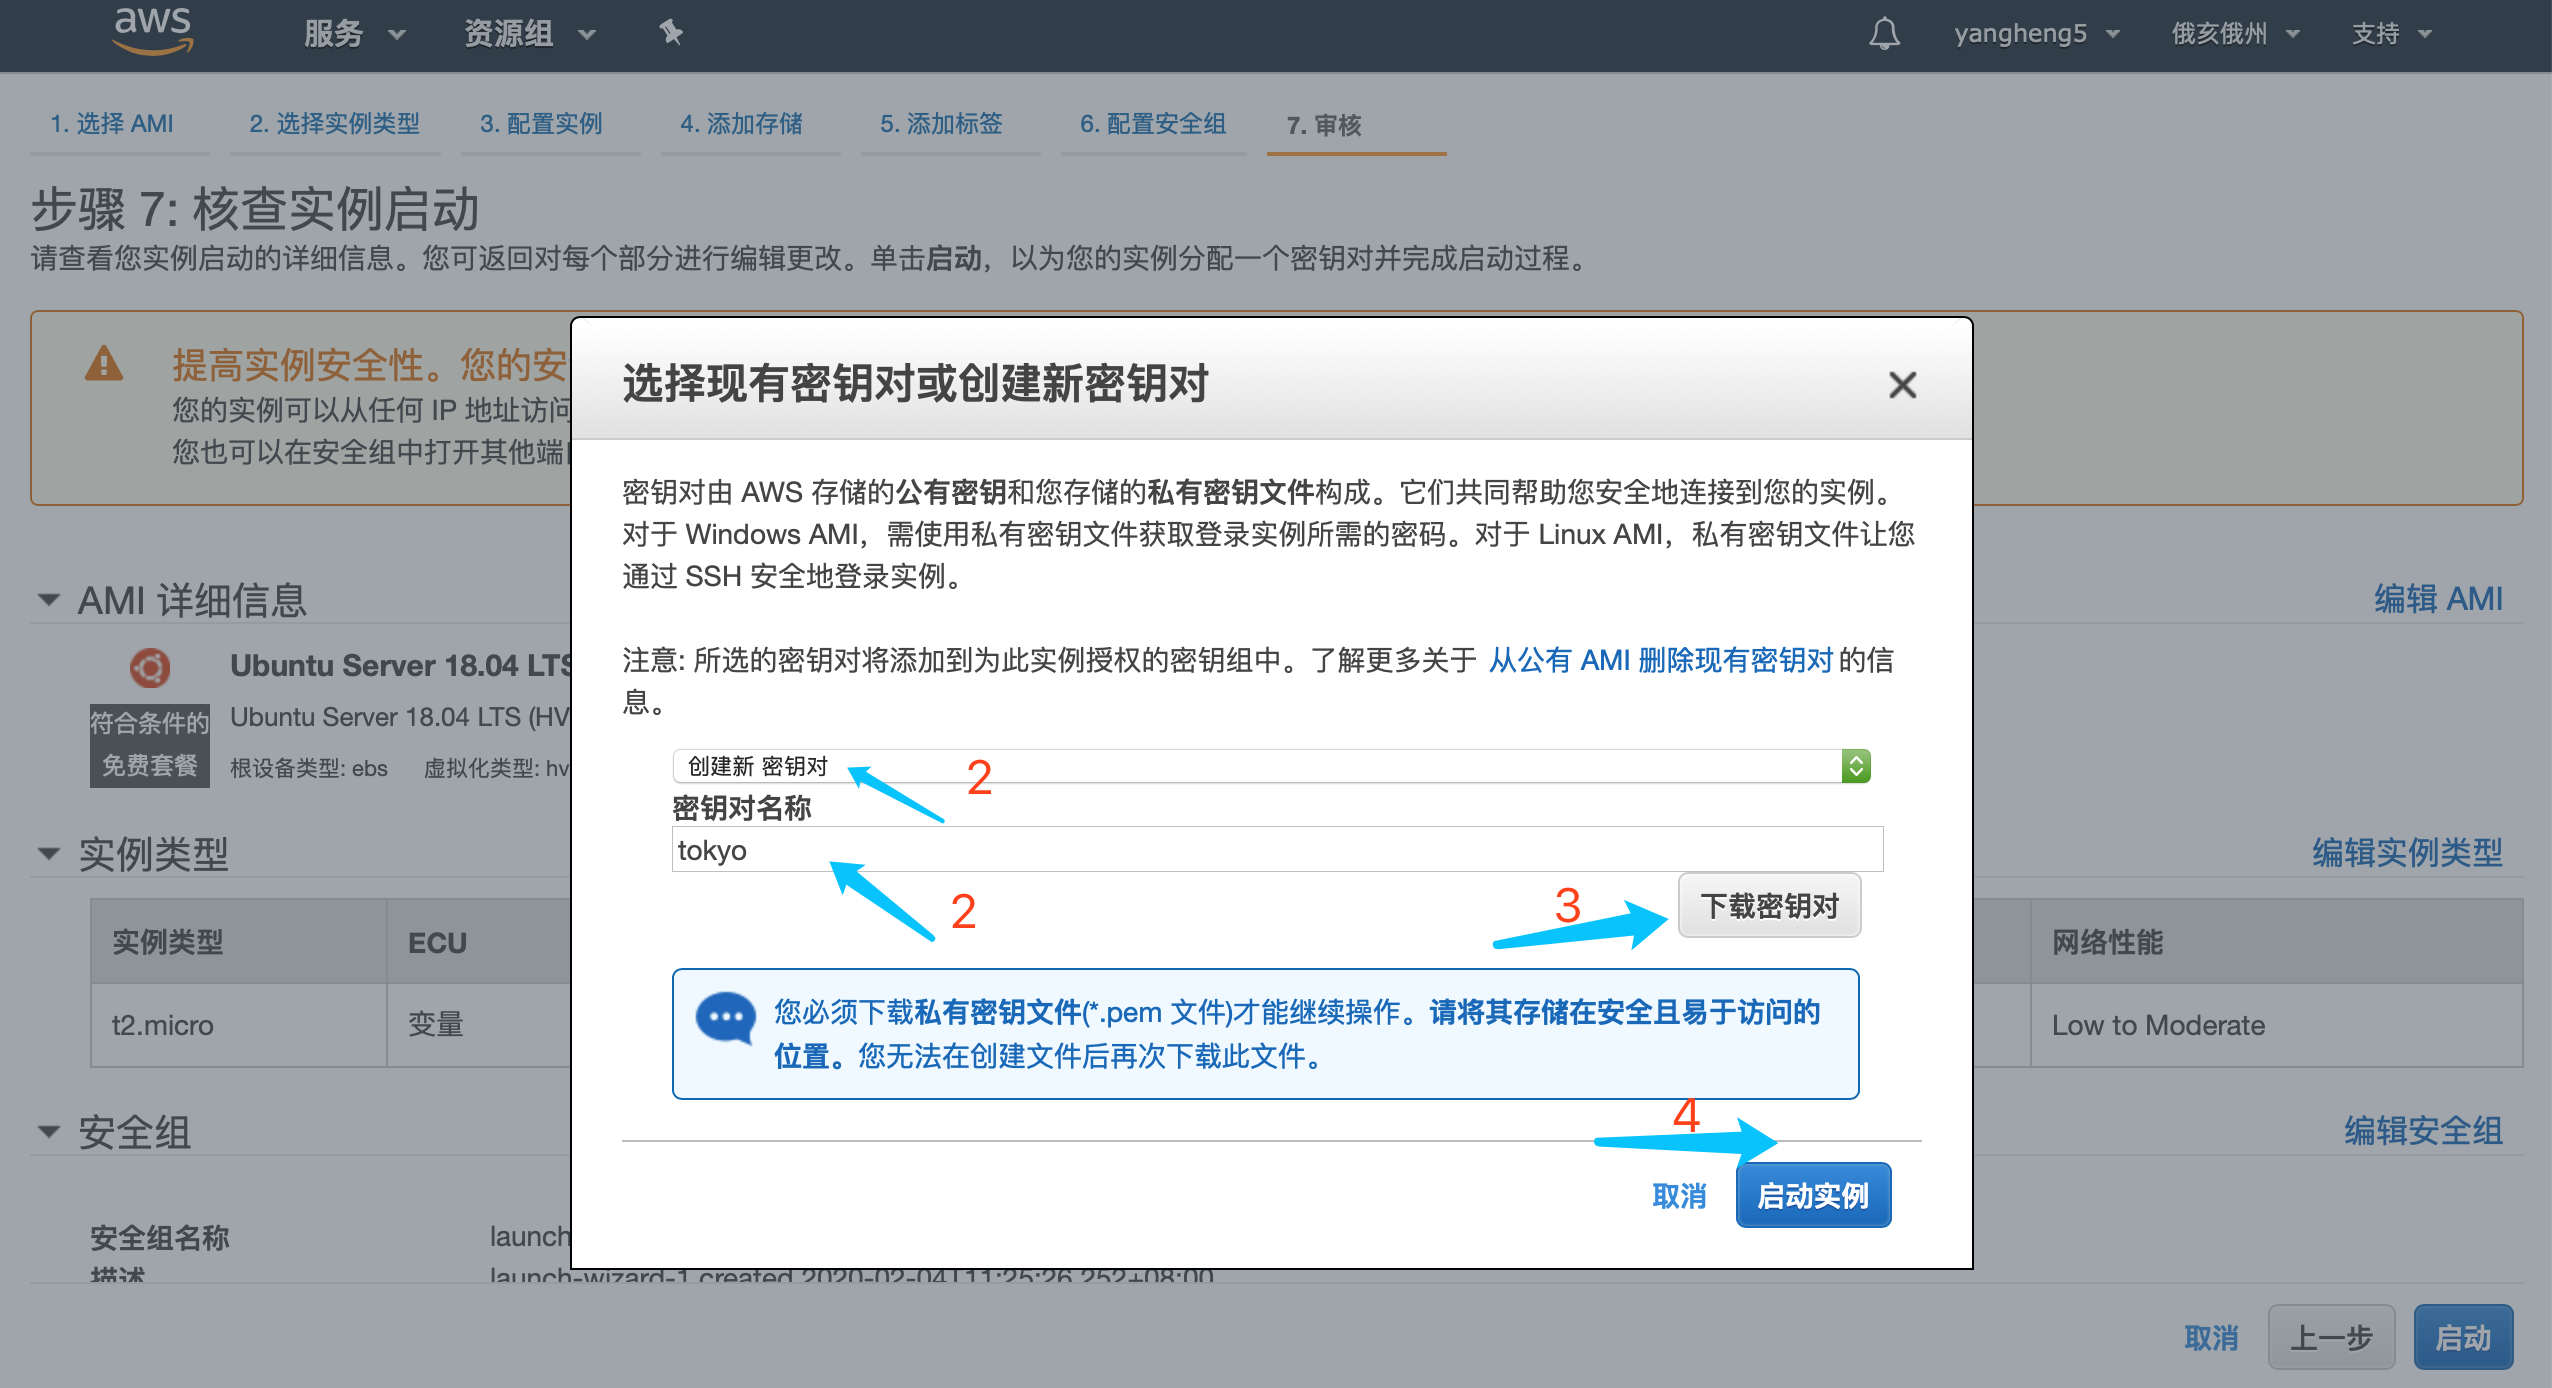 aws
服务
资源组
yangheng5
俄亥俄州
支持
1. 选择 AMI
2. 选择实例类型
3. 配置实例
4. 添加存储
5. 添加标签
6. 配置安全组
7. 审核
步骤 7: 核查实例启动
请查看您实例启动的详细信息。您可返回对每个部分进行编辑更改。单击启动，以为您的实例分配一个密钥对并完成启动过程。
提高实例安全性。您的安
您的实例可以从任何 IP 地址访问
您也可以在安全组中打开其他端
AMI 详细信息
编辑 AMI
Ubuntu Server 18.04 LTS
符合条件的
免费套餐
Ubuntu Server 18.04 LTS (HV
根设备类型: ebs 虚拟化类型: hv
实例类型
编辑实例类型
实例类型
ECU
网络性能
t2.micro
变量
Low to Moderate
安全组
编辑安全组
安全组名称
launch
描述
launch-wizard-1 created 2020-02-04T11:25:26.252+08:00
取消
上一步
启动
选择现有密钥对或创建新密钥对
密钥对由 AWS 存储的公有密钥和您存储的私有密钥文件构成。它们共同帮助您安全地连接到您的实例。
对于 Windows AMI，需使用私有密钥文件获取登录实例所需的密码。对于 Linux AMI，私有密钥文件让您
通过 SSH 安全地登录实例。
注意: 所选的密钥对将添加到为此实例授权的密钥组中。了解更多关于 从公有 AMI 删除现有密钥对 的信
息。
创建新 密钥对
2
密钥对名称
tokyo
2
3
下载密钥对
您必须下载私有密钥文件(*.pem 文件)才能继续操作。请将其存储在安全且易于访问的
位置。您无法在创建文件后再次下载此文件。
4
取消
启动实例